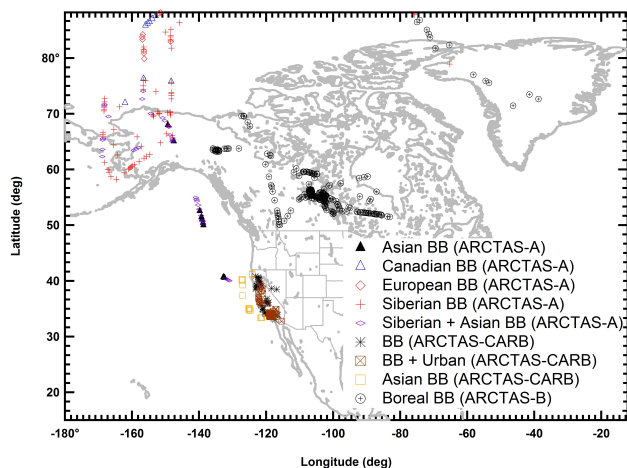 80°
70
60
50
40
30
20
Latitude (deg)
Asian BB (ARCTAS-A)
Canadian BB (ARCTAS-A)
European BB (ARCTAS-A)
Siberian BB (ARCTAS-A)
Siberian + Asian BB (ARCTAS-A)
BB (ARCTAS-CARB)
BB + Urban (ARCTAS-CARB)
Asian BB (ARCTAS-CARB)
Boreal BB (ARCTAS-B)
-180° -160 -140 -120 -100 -80 -60 -40 -20
Longitude (deg)